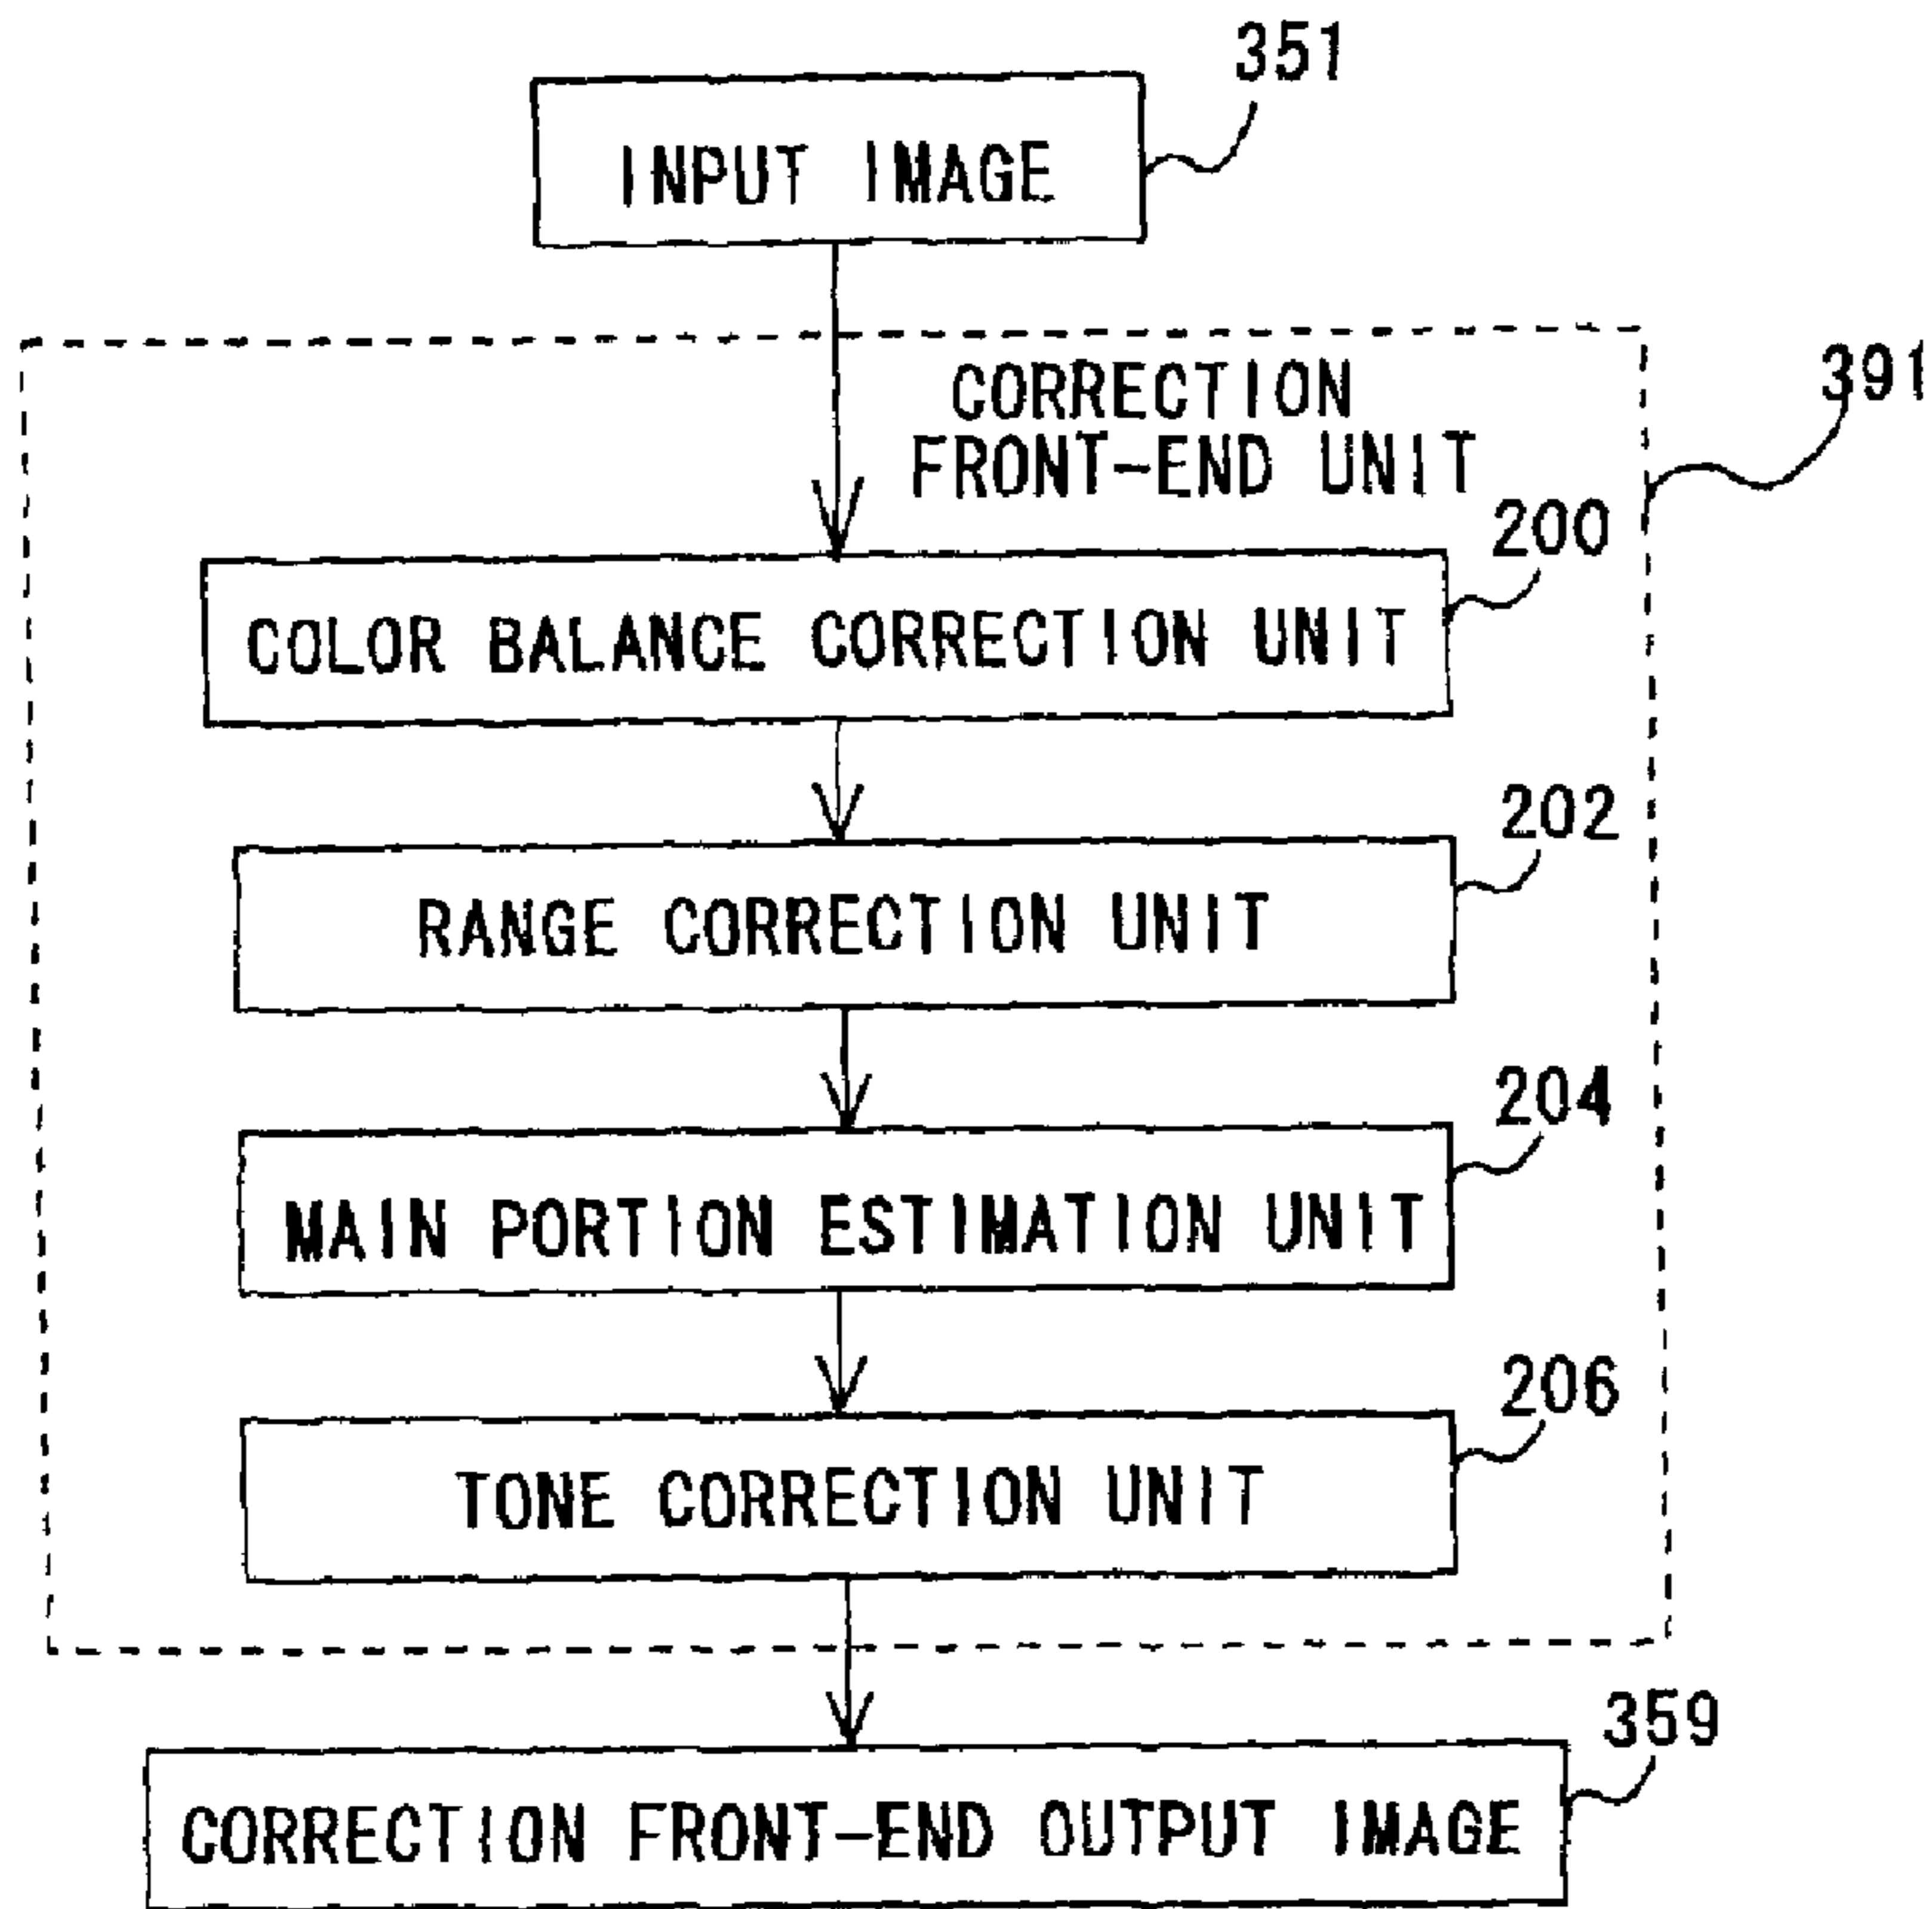 351
INPUT IMAGE
391
CORRECTION
FRONT-END UNIT
200
COLOR BALANCE CORRECTION UNIT
202
RANGE CORRECTION UNIT
204
MAIN PORTION ESTIMATION UNIT
206
TONE CORRECTION UNIT
359
CORRECTION FRONT-END OUTPUT IMAGE